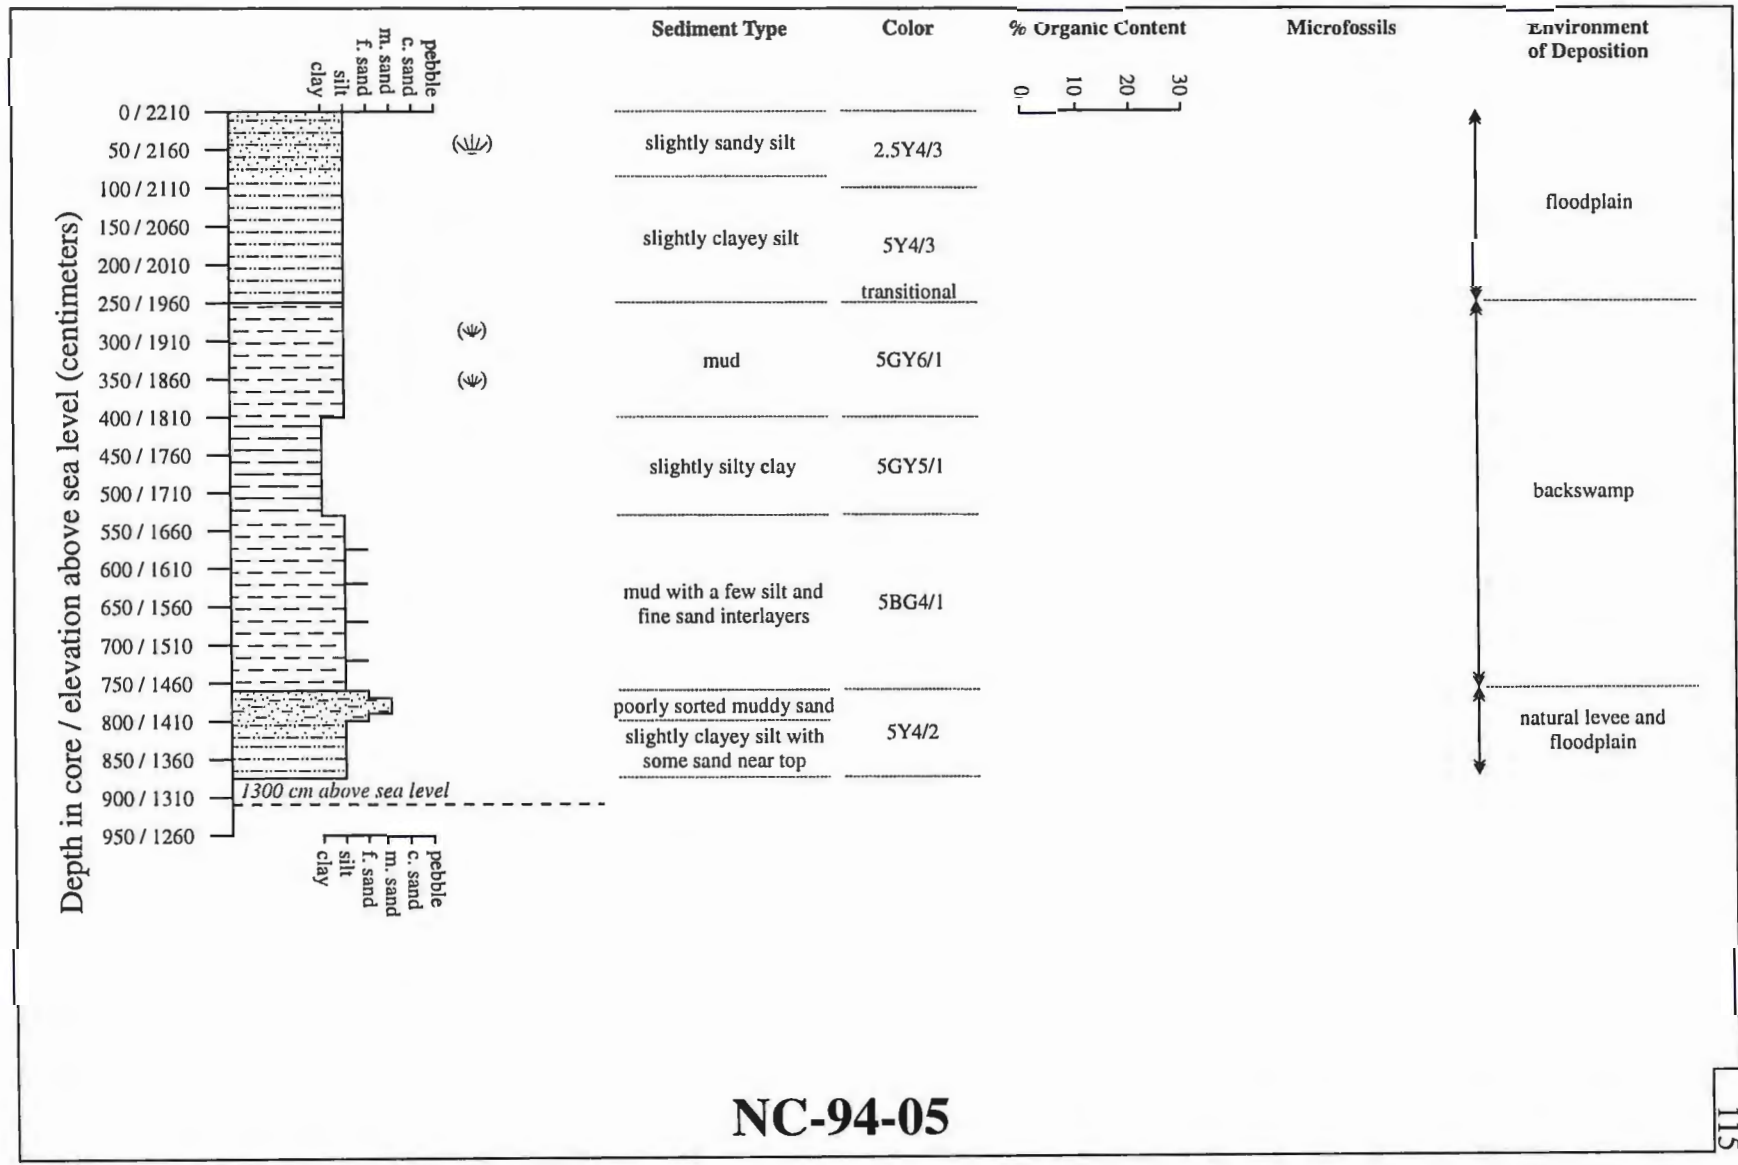 Sediment Type
Color
% Organic Content
Microfossils
Environment
of Deposition
clay
silt
f. sand
m. sand
c. sand
pebble
0 10 20 30
Depth in core / elevation above sea level (centimeters)
0 / 2210
50 / 2160
100 / 2110
150 / 2060
200 / 2010
250 / 1960
300 / 1910
350 / 1860
400 / 1810
450 / 1760
500 / 1710
550 / 1660
600 / 1610
650 / 1560
700 / 1510
750 / 1460
800 / 1410
850 / 1360
900 / 1310
950 / 1260
1300 cm above sea level
clay
silt
f. sand
m. sand
c. sand
pebble
slightly sandy silt
slightly clayey silt
mud
slightly silty clay
mud with a few silt and
fine sand interlayers
poorly sorted muddy sand
slightly clayey silt with
some sand near top
2.5Y4/3
5Y4/3
transitional
5GY6/1
5GY5/1
5BG4/1
5Y4/2
floodplain
backswamp
natural levee and
floodplain
NC-94-05
115